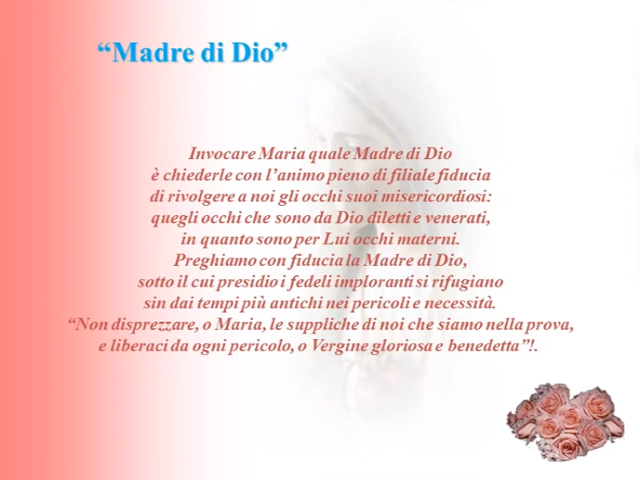 “Madre di Dio”
Invocare Maria quale Madre di Dio
è chiederle con l’animo pieno di filiale fiducia
di rivolgere a noi gli occhi suoi misericordiosi:
quegli occhi che sono da Dio diletti e venerati,
in quanto sono per Lui occhi materni.
Preghiamo con fiducia la Madre di Dio,
sotto il cui presidio i fedeli imploranti si rifugiano
sin dai tempi più antichi nei pericoli e necessità.
“Non disprezzare, o Maria, le suppliche di noi che siamo nella prova,
e liberaci da ogni pericolo, o Vergine gloriosa e benedetta”!.